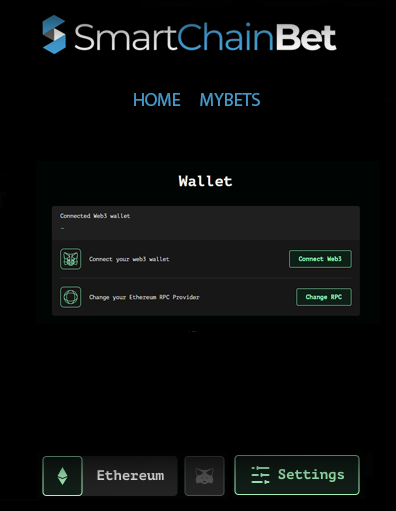 SmartChainBet
HOME MYBETS
Wallet
Connected Web3 wallet
-
Connect your web3 wallet
Connect Web3
Change your Ethereum RPC Provider
Change RPC
Ethereum
Settings